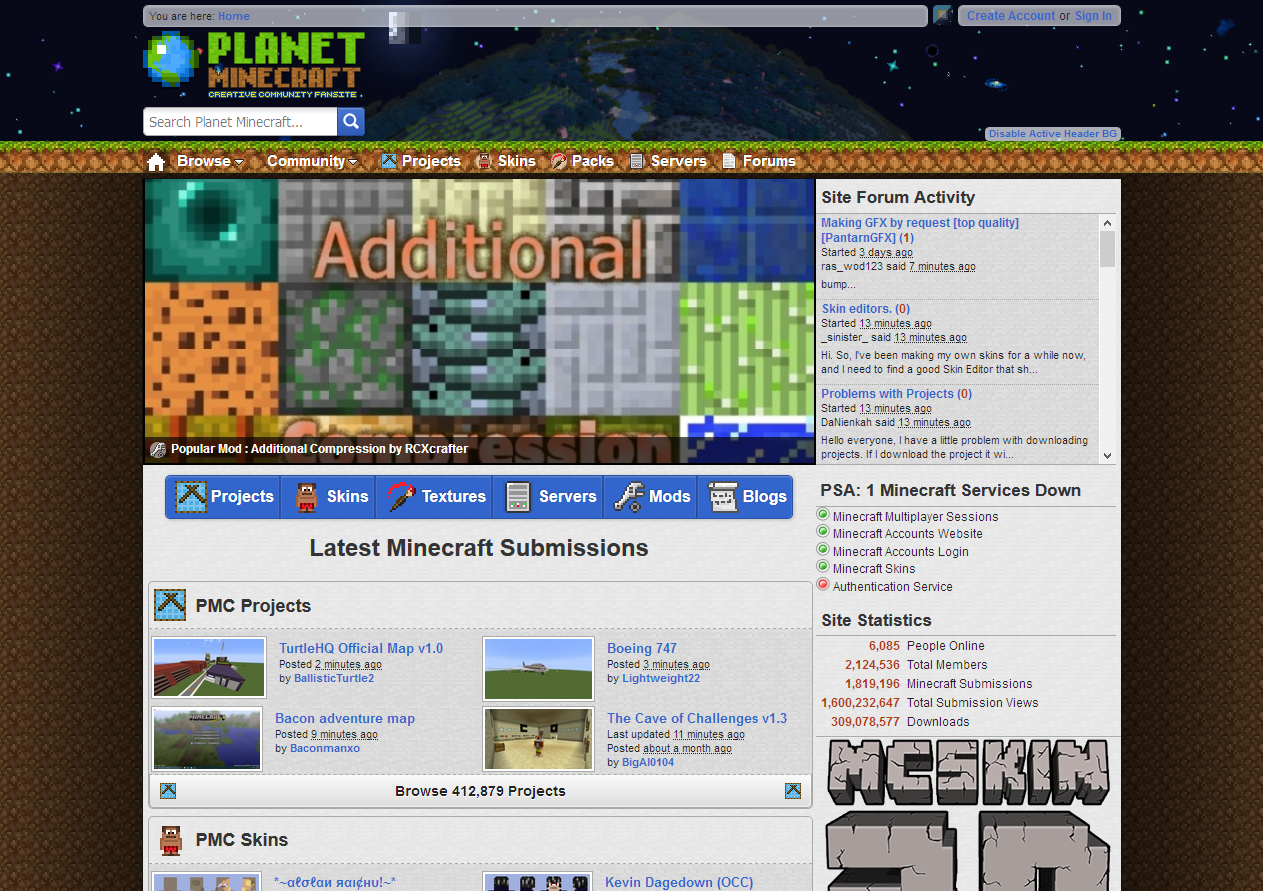 You are here: Home
Create Account or Sign In
PLANET
MINECRAFT
CREATIVE COMMUNITY FANSITE
Search Planet Minecraft...
Disable Active Header BG
Browse Community Projects Skins Packs Servers Forums
Additional
Compression
Popular Mod : Additional Compression by RCXcrafter
Site Forum Activity
Making GFX by request [top quality]
[PantarnGFX] (1)
Started 3 days ago
ras_wod123 said 7 minutes ago
bump...
Skin editors. (0)
Started 13 minutes ago
_sinister_ said 13 minutes ago
Hi. So, I've been making my own skins for a while now,
and I need to find a good Skin Editor that sh...
Problems with Projects (0)
Started 13 minutes ago
DaNienkah said 13 minutes ago
Hello everyone, I have a little problem with downloading
projects. If I download the project it wi...
Projects Skins Textures Servers Mods Blogs
Latest Minecraft Submissions
PMC Projects
TurtleHQ Official Map v1.0
Posted 2 minutes ago
by BallisticTurtle2
Boeing 747
Posted 3 minutes ago
by Lightweight22
Bacon adventure map
Posted 9 minutes ago
by Baconmanxo
The Cave of Challenges v1.3
Last updated 11 minutes ago
Posted about a month ago
by BigAl0104
Browse 412,879 Projects
PMC Skins
*~αℓσℓαи яαι¢нυ!~*
Kevin Dagedown (OCC)
PSA: 1 Minecraft Services Down
Minecraft Multiplayer Sessions
Minecraft Accounts Website
Minecraft Accounts Login
Minecraft Skins
Authentication Service
Site Statistics
6,085 People Online
2,124,536 Total Members
1,819,196 Minecraft Submissions
1,600,232,647 Total Submission Views
309,078,577 Downloads
MCSKIN
3D